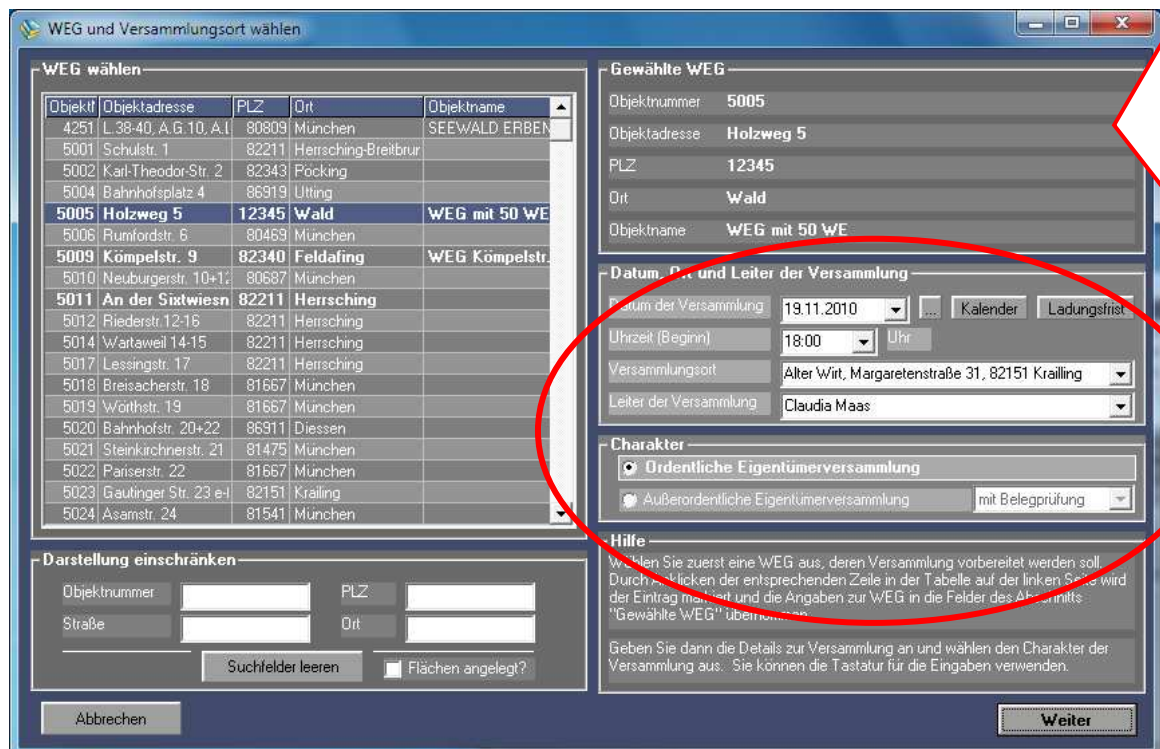 WEG und Versammlungsort wählen
WEG wählen
Objektf Objektadresse PLZ Ort Objektname
4251 L.38-40, A.G.10, A.L 80809 München SEEWALD ERBEN
5001 Schulstr. 1 82211 Herrsching-Breitbrur
5002 Karl-Theodor-Str. 2 82343 Pöcking
5004 Bahnhofsplatz 4 86919 Utting
5005 Holzweg 5 12345 Wald WEG mit 50 WE
5006 Rumfordstr. 6 80469 München
5009 Kömpelstr. 9 82340 Feldafing WEG Kömpelstr.
5010 Neuburgerstr. 10+12 80687 München
5011 An der Sixtwiesn 82211 Herrsching
5012 Riederstr.12-16 82211 Herrsching
5014 Wartaweil 14-15 82211 Herrsching
5017 Lessingstr. 17 82211 Herrsching
5018 Breisacherstr. 18 81667 München
5019 Wörthstr. 19 81667 München
5020 Bahnhofstr. 20+22 86911 Diessen
5021 Steinkirchnerstr. 21 81475 München
5022 Pariserstr. 22 81667 München
5023 Gautinger Str. 23 e-l 82151 Krailing
5024 Asamstr. 24 81541 München
Darstellung einschränken
Objektnummer PLZ
Straße Ort
Suchfelder leeren Flächen angelegt?
Abbrechen
Gewählte WEG
Objektnummer 5005
Objektadresse Holzweg 5
PLZ 12345
Ort Wald
Objektname WEG mit 50 WE
Datum, Ort und Leiter der Versammlung
Datum der Versammlung 19.11.2010 ... Kalender Ladungsfrist
Uhrzeit (Beginn) 18:00 Uhr
Versammlungsort Alter Wirt, Margaretenstraße 31, 82151 Krailling
Leiter der Versammlung Claudia Maas
Charakter
Ordentliche Eigentümerversammlung
Außerordentliche Eigentümerversammlung mit Belegprüfung
Hilfe
Wählen Sie zuerst eine WEG aus, deren Versammlung vorbereitet werden soll.
Durch Anklicken der entsprechenden Zeile in der Tabelle auf der linken Seite wird
der Eintrag markiert und die Angaben zur WEG in die Felder des Abschnitts
"Gewählte WEG" übernommen.
Geben Sie dann die Details zur Versammlung an und wählen den Charakter der
Versammlung aus. Sie können die Tastatur für die Eingaben verwenden.
Weiter